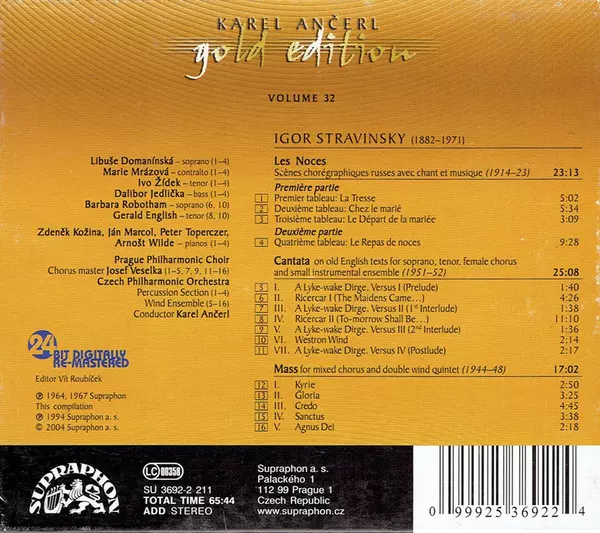 KAREL ANČERL
gold edition
VOLUME 32
IGOR STRAVINSKY (1882–1971)
Libuše Domanínská – soprano (1–4)
Marie Mrázová – contralto (1–4)
Ivo Žídek – tenor (1–4)
Dalibor Jedlička – bass (1–4)
Barbara Robotham – soprano (6, 10)
Gerald English – tenor (8, 10)
Zdeněk Kožina, Ján Marcol, Peter Toperczer,
Arnošt Wilde – pianos (1–4)
Prague Philharmonic Choir
Chorus master Josef Veselka (1–5, 7, 9, 11–16)
Czech Philharmonic Orchestra
Percussion Section (1–4)
Wind Ensemble (5–16)
Conductor Karel Ančerl
24
BIT DIGITALLY
RE-MASTERED
Editor Vít Roubíček
℗ 1964, 1967 Supraphon
This compilation
℗ 1994 Supraphon a. s.
© 2004 Supraphon a. s.
Les Noces
Scènes chorégraphiques russes avec chant et musique (1914–23) 23:13
Première partie
1 Premier tableau: La Tresse 5:02
2 Deuxième tableau: Chez le marié 5:34
3 Troisième tableau: Le Départ de la mariée 3:09
Deuxième partie
4 Quatrième tableau: Le Repas de noces 9:28
Cantata on old English texts for soprano, tenor, female chorus
and small instrumental ensemble (1951–52) 25:08
5 I. A Lyke-wake Dirge. Versus I (Prelude) 1:40
6 II. Ricercar I (The Maidens Came...) 4:26
7 III. A Lyke-wake Dirge. Versus II (1st Interlude) 1:38
8 IV. Ricercar II (To-morrow Shall Be...) 11:10
9 V. A Lyke-wake Dirge. Versus III (2nd Interlude) 1:36
10 VI. Westron Wind 2:14
11 VII. A Lyke-wake Dirge. Versus IV (Postlude) 2:17
Mass for mixed chorus and double wind quintet (1944–48) 17:02
12 I. Kyrie 2:50
13 II. Gloria 3:25
14 III. Credo 4:45
15 IV. Sanctus 3:38
16 V. Agnus Dei 2:18
SUPRAPHON
LC 00358
SU 3692-2 211
TOTAL TIME 65:44
ADD STEREO
Supraphon a. s.
Palackého 1
112 99 Prague 1
Czech Republic
www.supraphon.cz
0 99925 36922 4